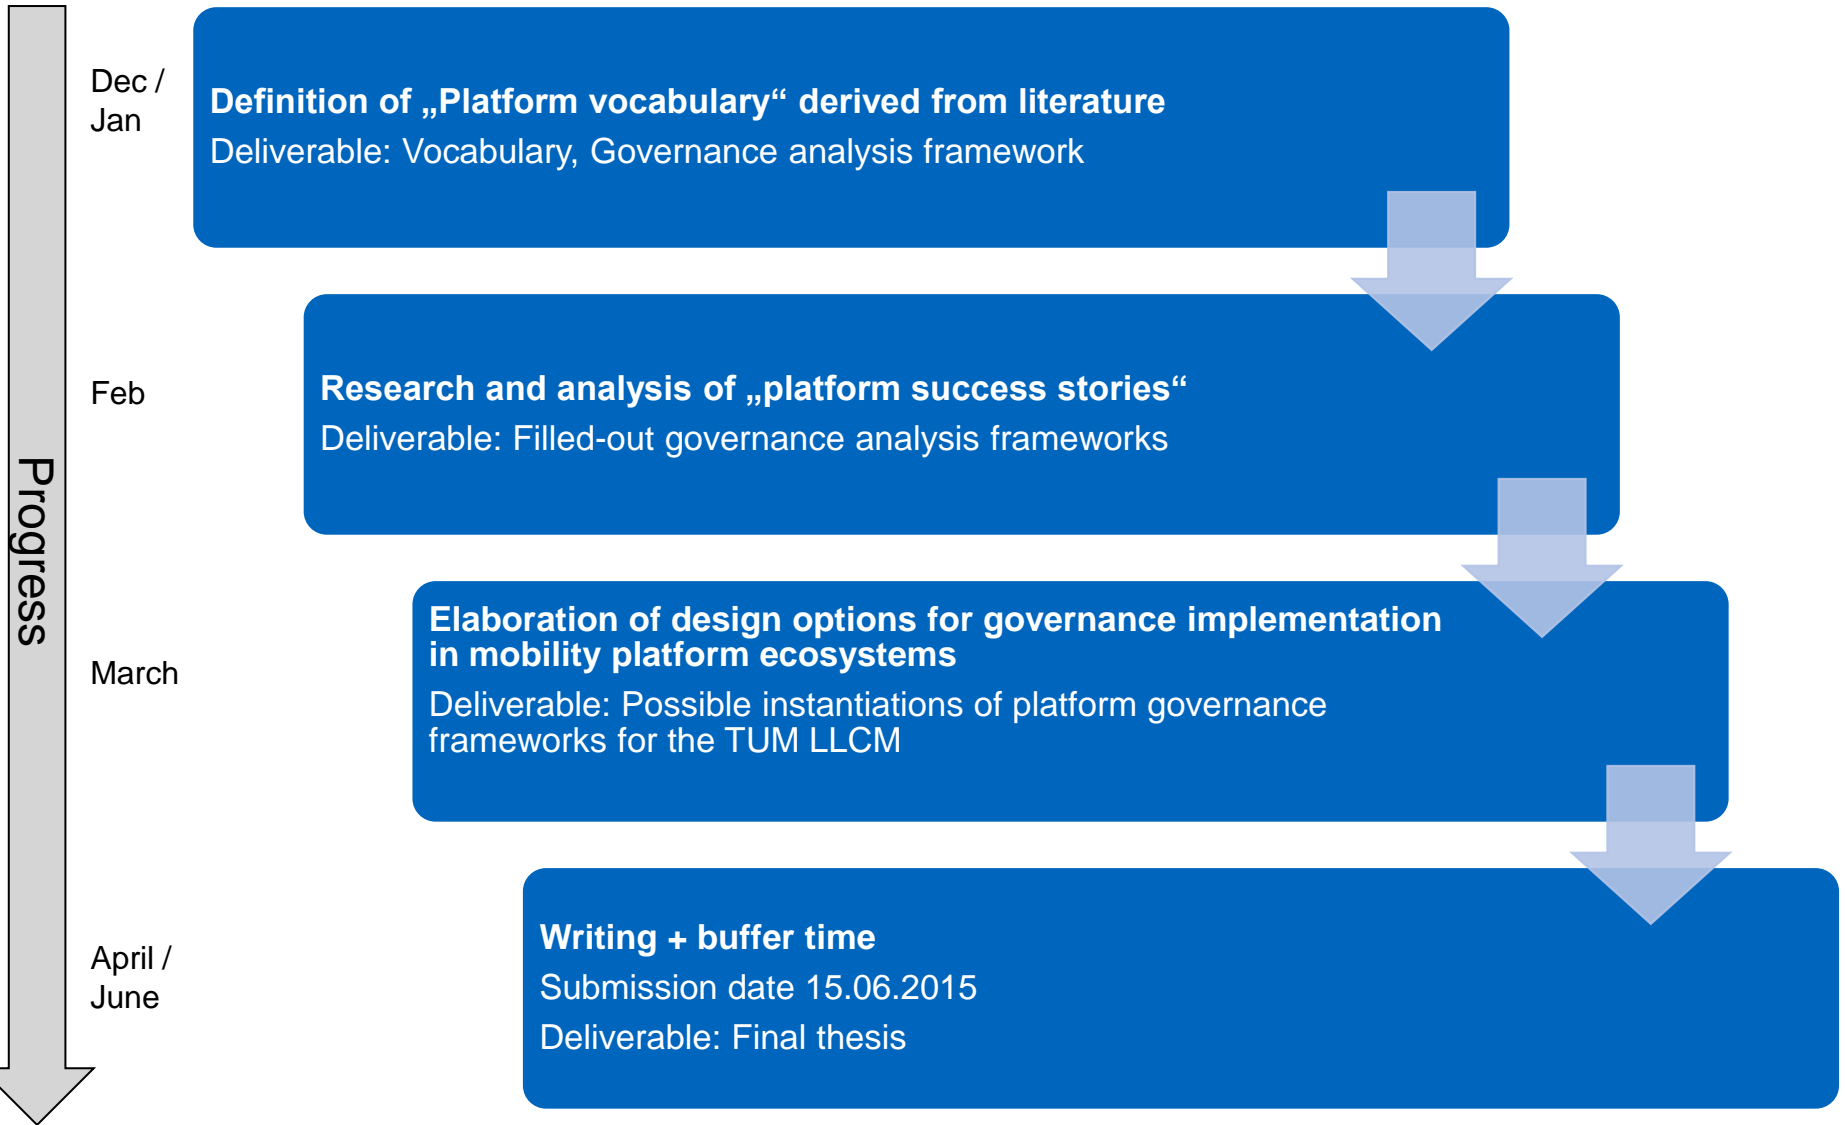 Progress
Dec /
Jan
Definition of „Platform vocabulary“ derived from literature
Deliverable: Vocabulary, Governance analysis framework
Feb
Research and analysis of „platform success stories“
Deliverable: Filled-out governance analysis frameworks
March
Elaboration of design options for governance implementation
in mobility platform ecosystems
Deliverable: Possible instantiations of platform governance
frameworks for the TUM LLCM
April /
June
Writing + buffer time
Submission date 15.06.2015
Deliverable: Final thesis